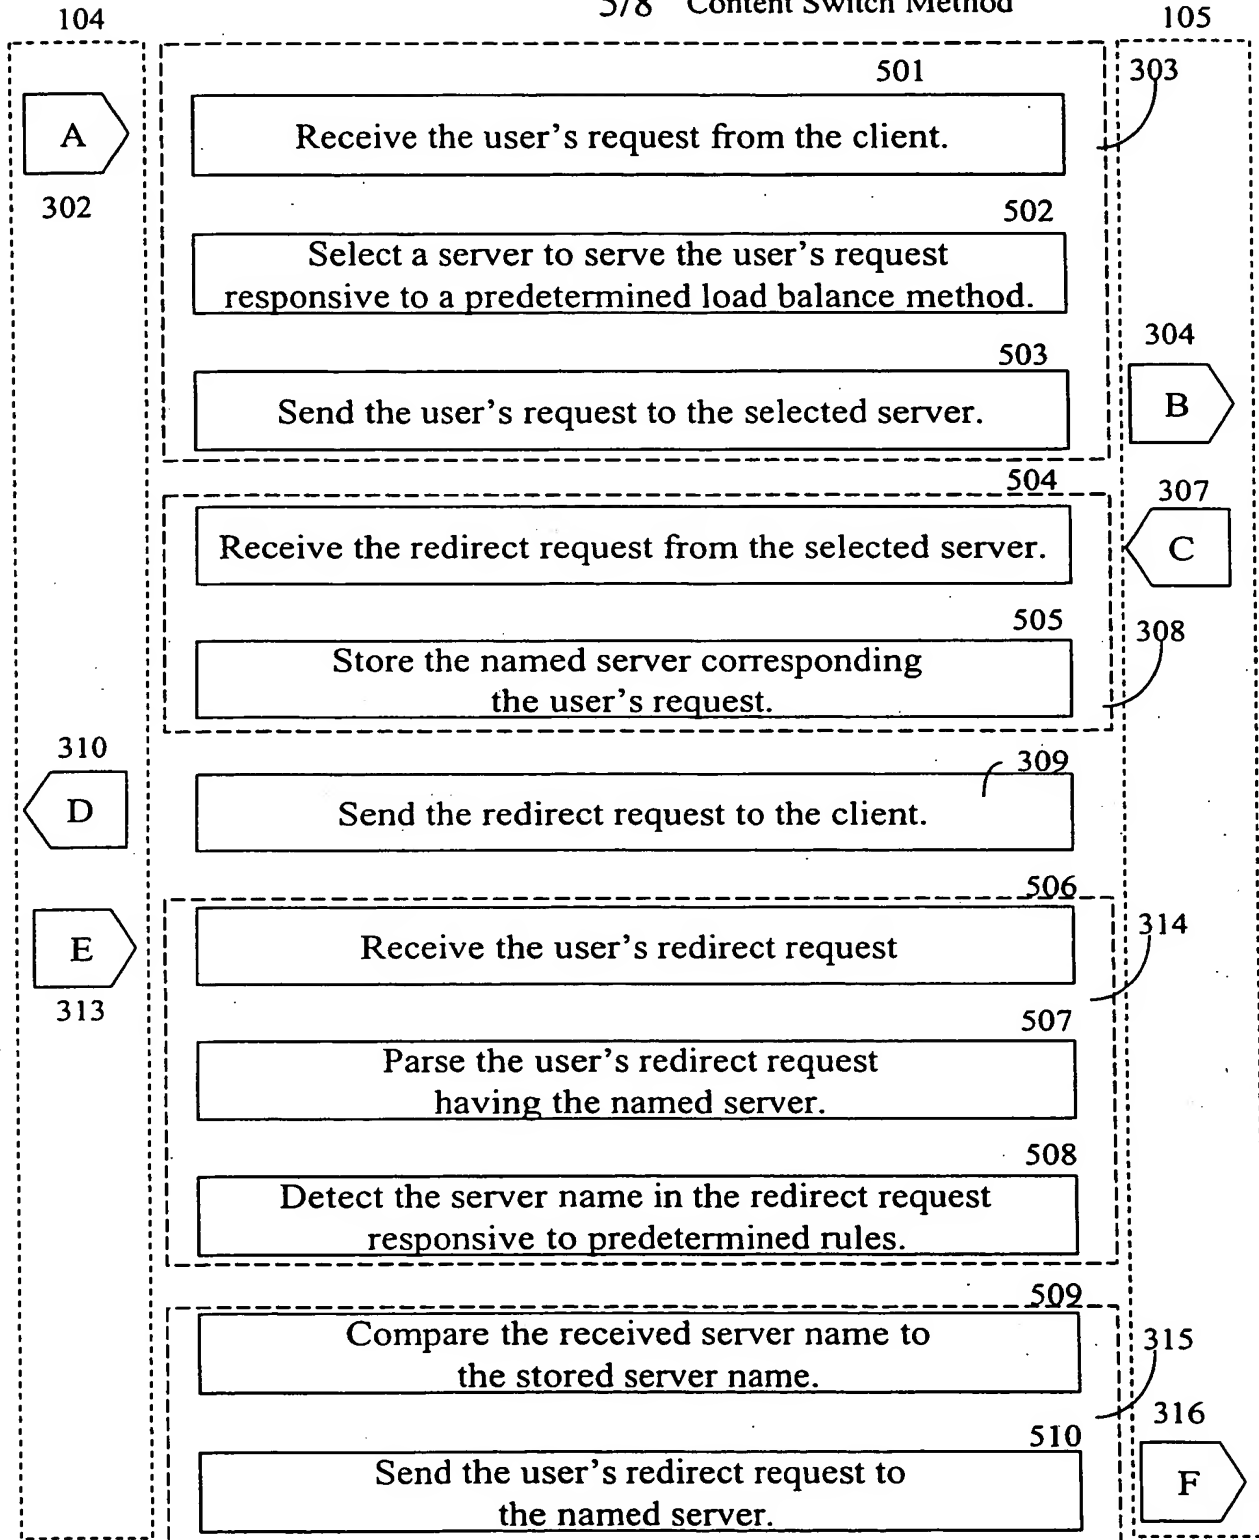 5/8 Content Switch Method
104
105
501
303
A
Receive the user's request from the client.
302
502
Select a server to serve the user's request
responsive to a predetermined load balance method.
304
503
B
Send the user's request to the selected server.
504
307
Receive the redirect request from the selected server.
C
505
308
Store the named server corresponding
the user's request.
310
309
D
Send the redirect request to the client.
506
314
E
Receive the user's redirect request
313
507
Parse the user's redirect request
having the named server.
508
Detect the server name in the redirect request
responsive to predetermined rules.
509
Compare the received server name to
the stored server name.
315
316
510
Send the user's redirect request to
the named server.
F